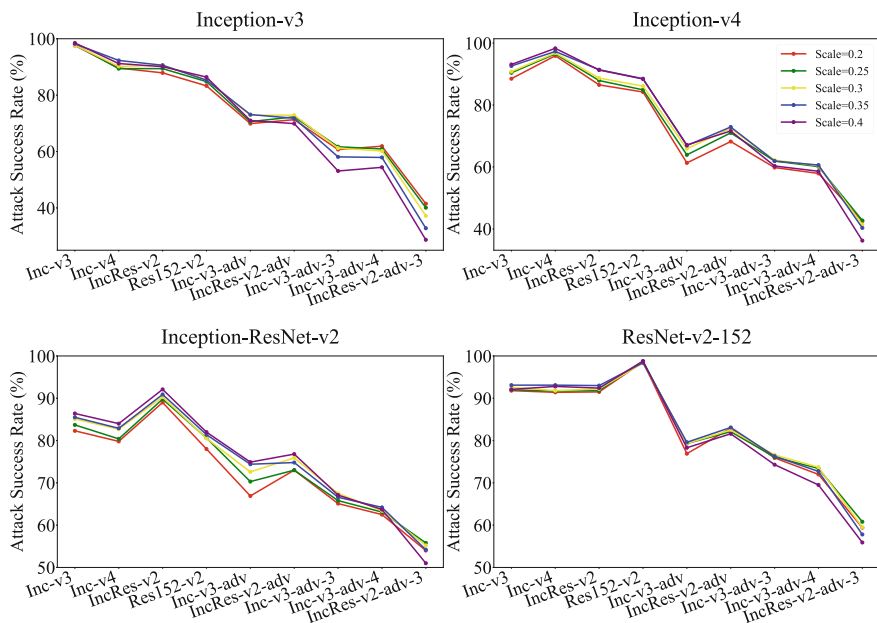 Inception-v3
Attack Success Rate (%)
100
80
60
40
Inc-v3
Inc-v4
IncRes-v2
Res152-v2
Inc-v3-adv
IncRes-v2-adv
Inc-v3-adv-3
Inc-v3-adv-4
IncRes-v2-adv-3
Inception-v4
Attack Success Rate (%)
100
80
60
40
Scale=0.2
Scale=0.25
Scale=0.3
Scale=0.35
Scale=0.4
Inc-v3
Inc-v4
IncRes-v2
Res152-v2
Inc-v3-adv
IncRes-v2-adv
Inc-v3-adv-3
Inc-v3-adv-4
IncRes-v2-adv-3
Inception-ResNet-v2
Attack Success Rate (%)
100
90
80
70
60
50
Inc-v3
Inc-v4
IncRes-v2
Res152-v2
Inc-v3-adv
IncRes-v2-adv
Inc-v3-adv-3
Inc-v3-adv-4
IncRes-v2-adv-3
ResNet-v2-152
Attack Success Rate (%)
100
90
80
70
60
50
Inc-v3
Inc-v4
IncRes-v2
Res152-v2
Inc-v3-adv
IncRes-v2-adv
Inc-v3-adv-3
Inc-v3-adv-4
IncRes-v2-adv-3